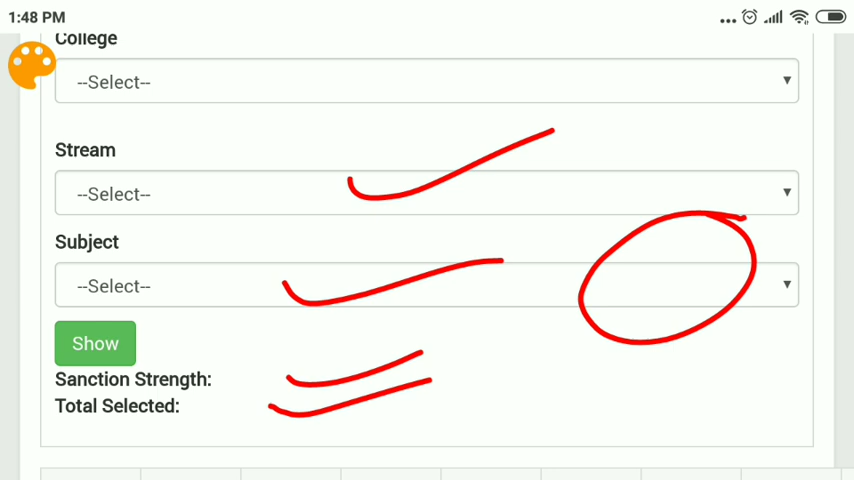 1:48 PM
College
--Select--
Stream
--Select--
Subject
--Select--
Show
Sanction Strength:
Total Selected: